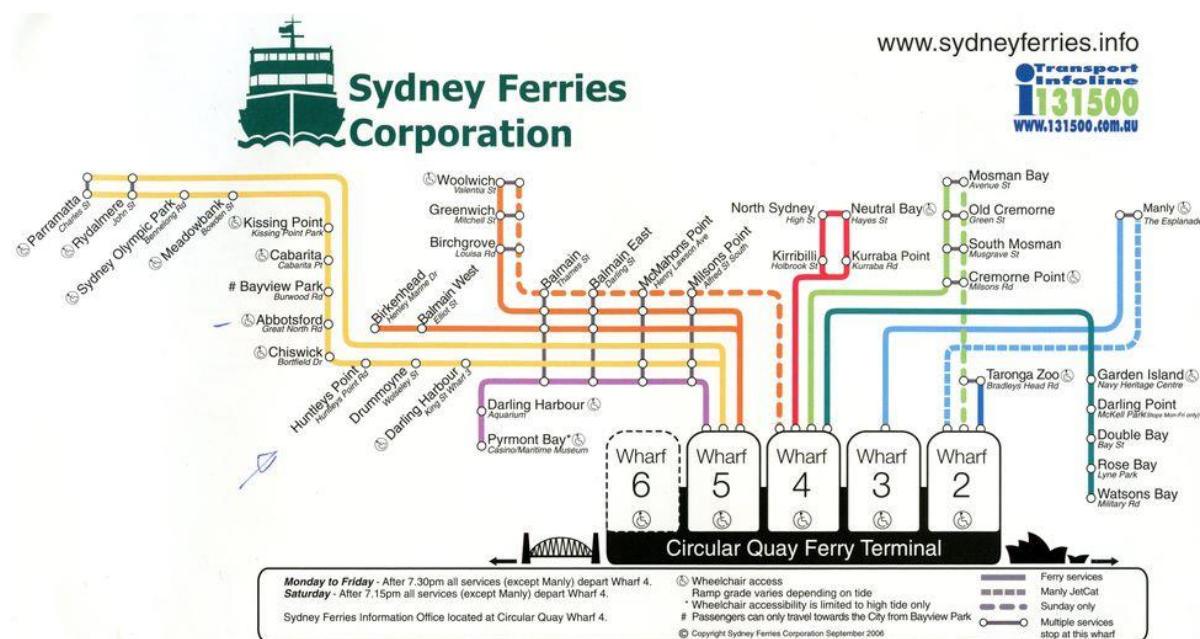 www.sydneyferries.info
Sydney Ferries
Corporation
Transport
Infoline
131500
www.131500.com.au
Parramatta
Charles St
Rydalmere
John St
Sydney Olympic Park
Bennelong Rd
Meadowbank
Bowden St
Kissing Point
Kissing Point Park
Cabarita
Cabarita Pt
# Bayview Park
Burwood Rd
Abbotsford
Great North Rd
Chiswick
Bortfield Dr
Huntleys Point
Huntleys Point Rd
Drummoyne
Wolseley St
Darling Harbour
King St Wharf 3
Birkenhead
Henley Marine Dr
Balmain West
Elliot St
Woolwich
Valentia St
Greenwich
Mitchell St
Birchgrove
Louisa Rd
Balmain
Thames St
Balmain East
Darling St
McMahons Point
Henry Lawson Ave
Milsons Point
Alfred St South
Darling Harbour
Aquarium
Pyrmont Bay*
Casino/Maritime Museum
North Sydney
High St
Neutral Bay
Hayes St
Kirribilli
Holbrook St
Kurraba Point
Kurraba Rd
Mosman Bay
Avenue St
Old Cremorne
Green St
South Mosman
Musgrave St
Cremorne Point
Milsons Rd
Manly
The Esplanade
Taronga Zoo
Bradleys Head Rd
Garden Island
Navy Heritage Centre
Darling Point
McKell Park (Stops Mon-Fri only)
Double Bay
Bay St
Rose Bay
Lyne Park
Watsons Bay
Military Rd
Wharf
6
Wharf
5
Wharf
4
Wharf
3
Wharf
2
Circular Quay Ferry Terminal
Monday to Friday - After 7.30pm all services (except Manly) depart Wharf 4.
Saturday - After 7.15pm all services (except Manly) depart Wharf 4.
Sydney Ferries Information Office located at Circular Quay Wharf 4.
Wheelchair access
Ramp grade varies depending on tide
* Wheelchair accessibility is limited to high tide only
# Passengers can only travel towards the City from Bayview Park
© Copyright Sydney Ferries Corporation September 2006
Ferry services
Manly JetCat
Sunday only
Multiple services
stop at this wharf